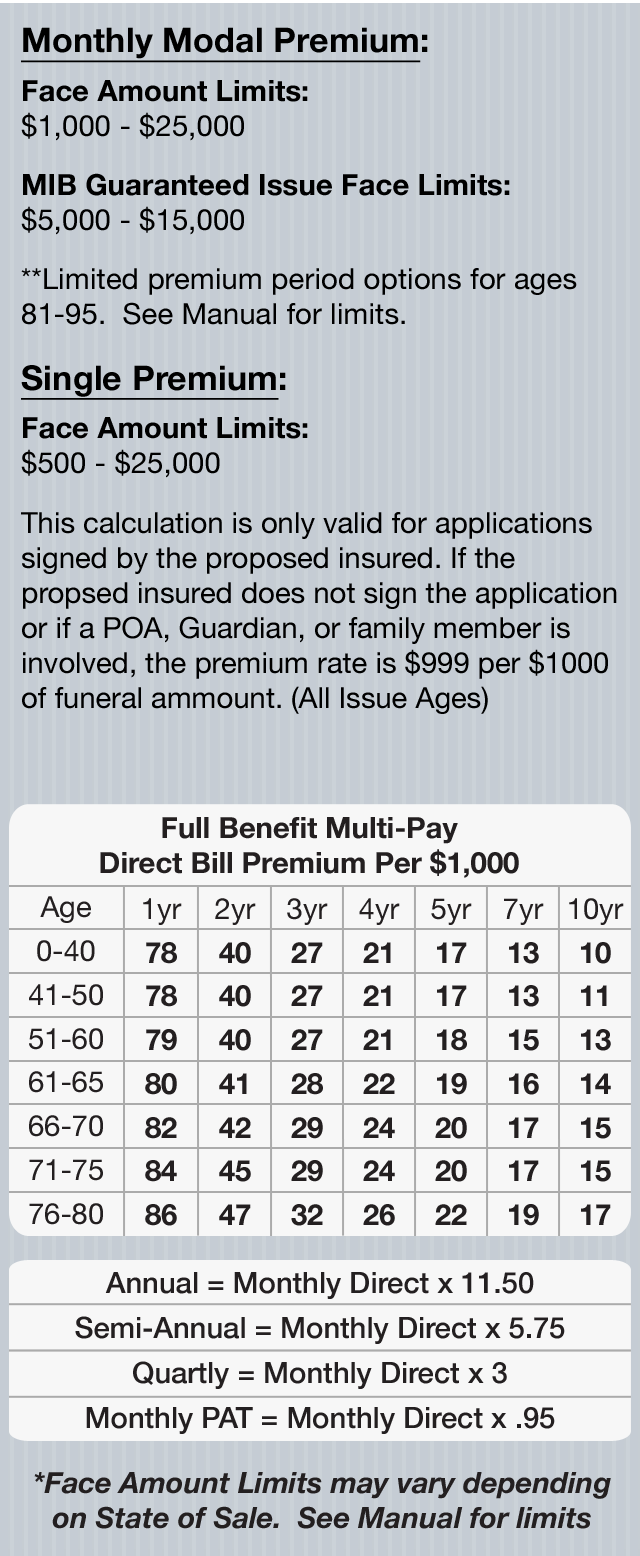 Monthly Modal Premium:
Face Amount Limits:
$1,000 - $25,000
MIB Guaranteed Issue Face Limits:
$5,000 - $15,000
**Limited premium period options for ages
81-95.  See Manual for limits.
Single Premium:
Face Amount Limits:
$500 - $25,000
This calculation is only valid for applications
signed by the proposed insured. If the
propsed insured does not sign the application
or if a POA, Guardian, or family member is
involved, the premium rate is $999 per $1000
of funeral ammount. (All Issue Ages)
Full Benefit Multi-Pay
Direct Bill Premium Per $1,000
Age 1yr 2yr 3yr 4yr 5yr 7yr 10yr
0-40 78 40 27 21 17 13 10
41-50 78 40 27 21 17 13 11
51-60 79 40 27 21 18 15 13
61-65 80 41 28 22 19 16 14
66-70 82 42 29 24 20 17 15
71-75 84 45 29 24 20 17 15
76-80 86 47 32 26 22 19 17
Annual = Monthly Direct x 11.50
Semi-Annual = Monthly Direct x 5.75
Quartly = Monthly Direct x 3
Monthly PAT = Monthly Direct x .95
*Face Amount Limits may vary depending
on State of Sale.  See Manual for limits